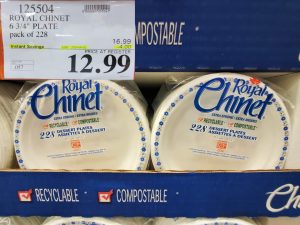 125504
ROYAL CHINET
6 3/4" PLATE
pack of 228
16.99
Instant Savings
-4.00
PRICE AT REGISTER
12.99
COMPOSTABLE
Royal
Chinet
RECYCLABLE COMPOSTABLE
228 DESSERT PLATES
ASSIETTES À DESSERT
Royal
Chinet
RECYCLABLE COMPOSTABLE
228 DESSERT PLATES
ASSIETTES À DESSERT
RECYCLABLE COMPOSTABLE